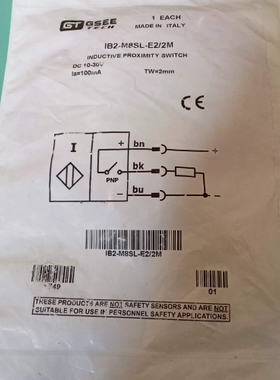 GT GSEE TECH
1 EACH
MADE IN ITALY
IB2-M8SL-E2/2M
INDUCTIVE PROXIMITY SWITCH
DC 10-30V
Ia=100mA
TW=2mm
CE
I
+
bn
+
bk
PNP
bu
−
−
IB2-M8SL-E2/2M
01
THESE PRODUCTS ARE NOT SAFETY SENSORS AND ARE NOT
SUITABLE FOR USE IN PERSONNEL SAFETY APPLICATIONS